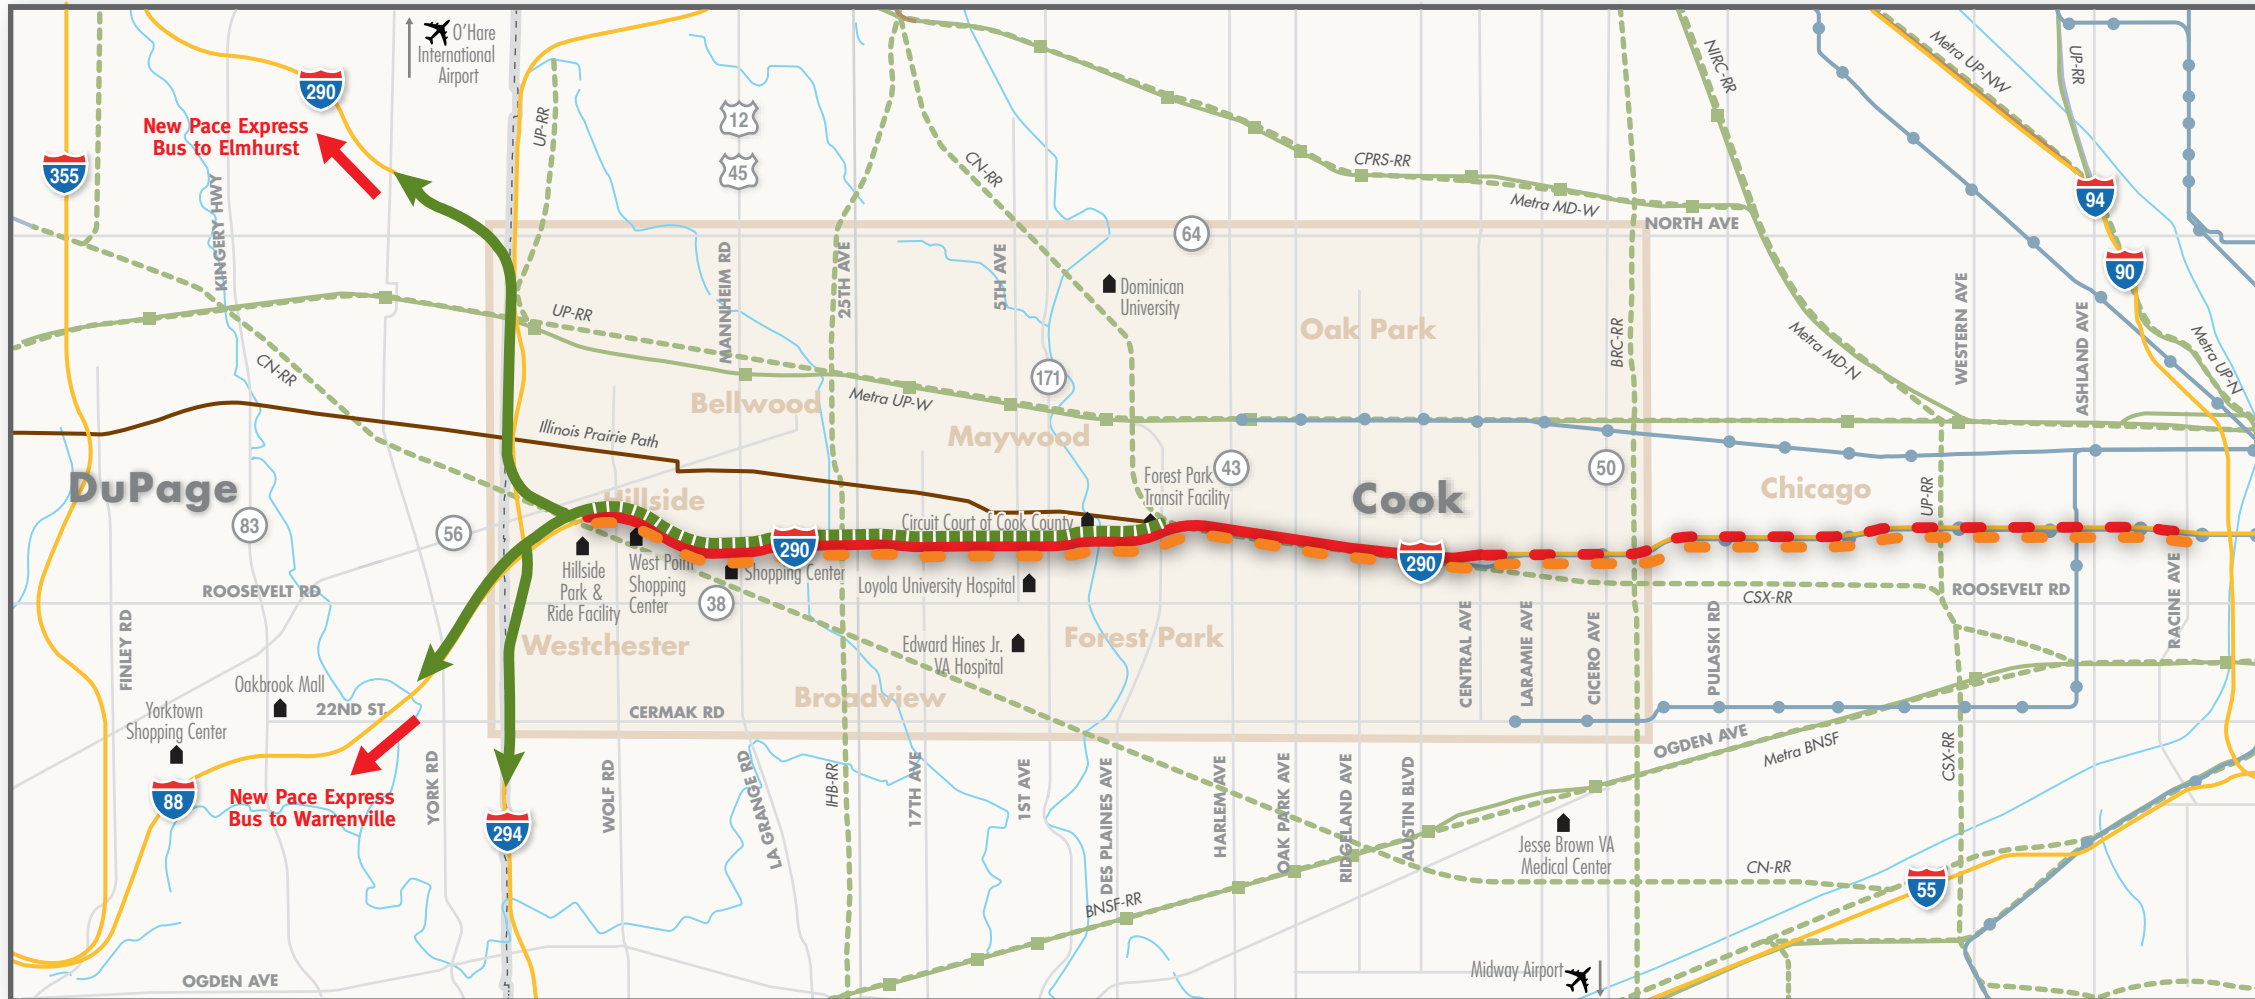 O'Hare
International
Airport
290
New Pace Express
Bus to Elmhurst
355
KINGERY HWY
UP-RR
12
45
CN-RR
CPRS-RR
Metra MD-W
NIRC-RR
Metra UP-NW
UP-RR
94
90
NORTH AVE
64
MANNHEIM RD
25TH AVE
5TH AVE
Dominican
University
Oak Park
BRC-RR
Metra MD-N
WESTERN AVE
ASHLAND AVE
Metra UP-N
UP-RR
CN-RR
171
Bellwood
Metra UP-W
Maywood
Illinois Prairie Path
DuPage
83
56
Hillside
Forest Park
Transit Facility
43
Cook
50
Chicago
UP-RR
Circuit Court of Cook County
290
290
Hillside
Park &
Ride Facility
West Point
Shopping
Center
Shopping Center
38
Loyola University Hospital
ROOSEVELT RD
CSX-RR
ROOSEVELT RD
RACINE AVE
FINLEY RD
Westchester
Edward Hines Jr.
VA Hospital
Forest Park
CENTRAL AVE
LARAMIE AVE
CICERO AVE
PULASKI RD
Oakbrook Mall
22ND ST.
Yorktown
Shopping Center
Broadview
CERMAK RD
OGDEN AVE
Metra BNSF
CSX-RR
88
New Pace Express
Bus to Warrenville
YORK RD
294
WOLF RD
LA GRANGE RD
IHB-RR
17TH AVE
1ST AVE
DES PLAINES AVE
HARLEM AVE
OAK PARK AVE
RIDGELAND AVE
AUSTIN BLVD
Jesse Brown VA
Medical Center
CN-RR
55
BNSF-RR
Midway Airport
OGDEN AVE